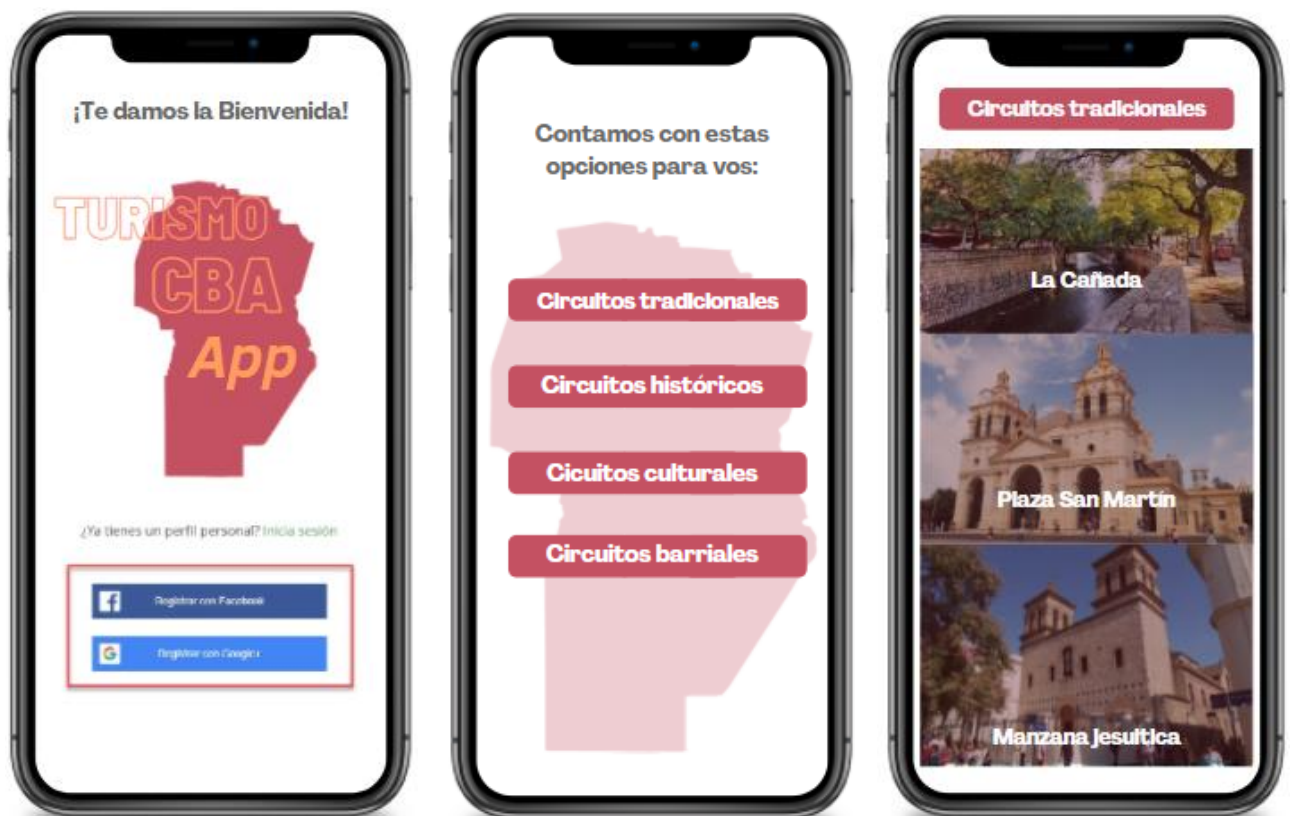 ¡Te damos la Bienvenida!
TURISMO
CBA
App
¿Ya tienes un perfil personal? Inicia sesión
Registrar con Facebook
Registrar con Google+
Contamos con estas
opciones para vos:
Circuitos tradicionales
Circuitos históricos
Cicuitos culturales
Circuitos barriales
Circuitos tradicionales
La Cañada
Plaza San Martín
Manzana jesuítica